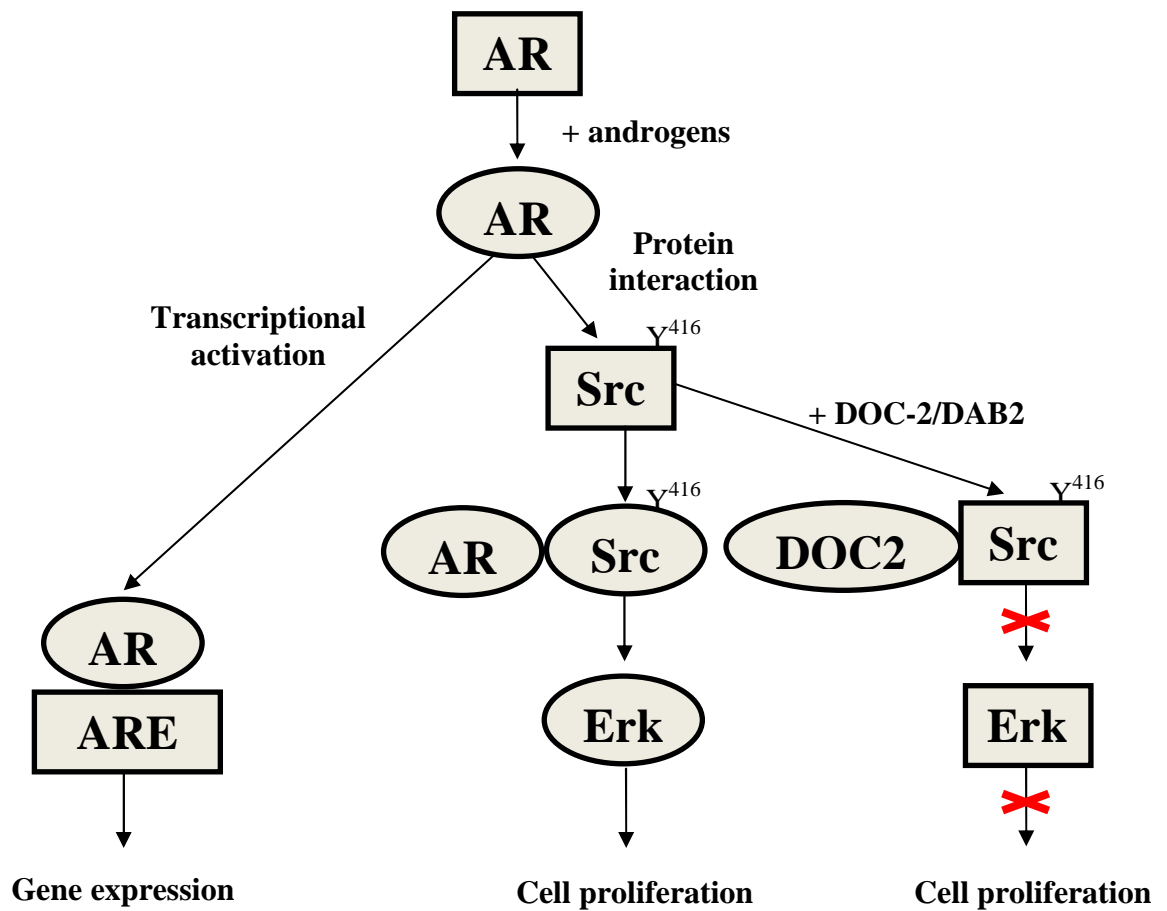 AR
+ androgens
AR
Protein
interaction
Transcriptional
activation
Y416
Src
+ DOC-2/DAB2
Y416
AR
Src
Y416
DOC2
Src
AR
ARE
Erk
Erk
Gene expression
Cell proliferation
Cell proliferation